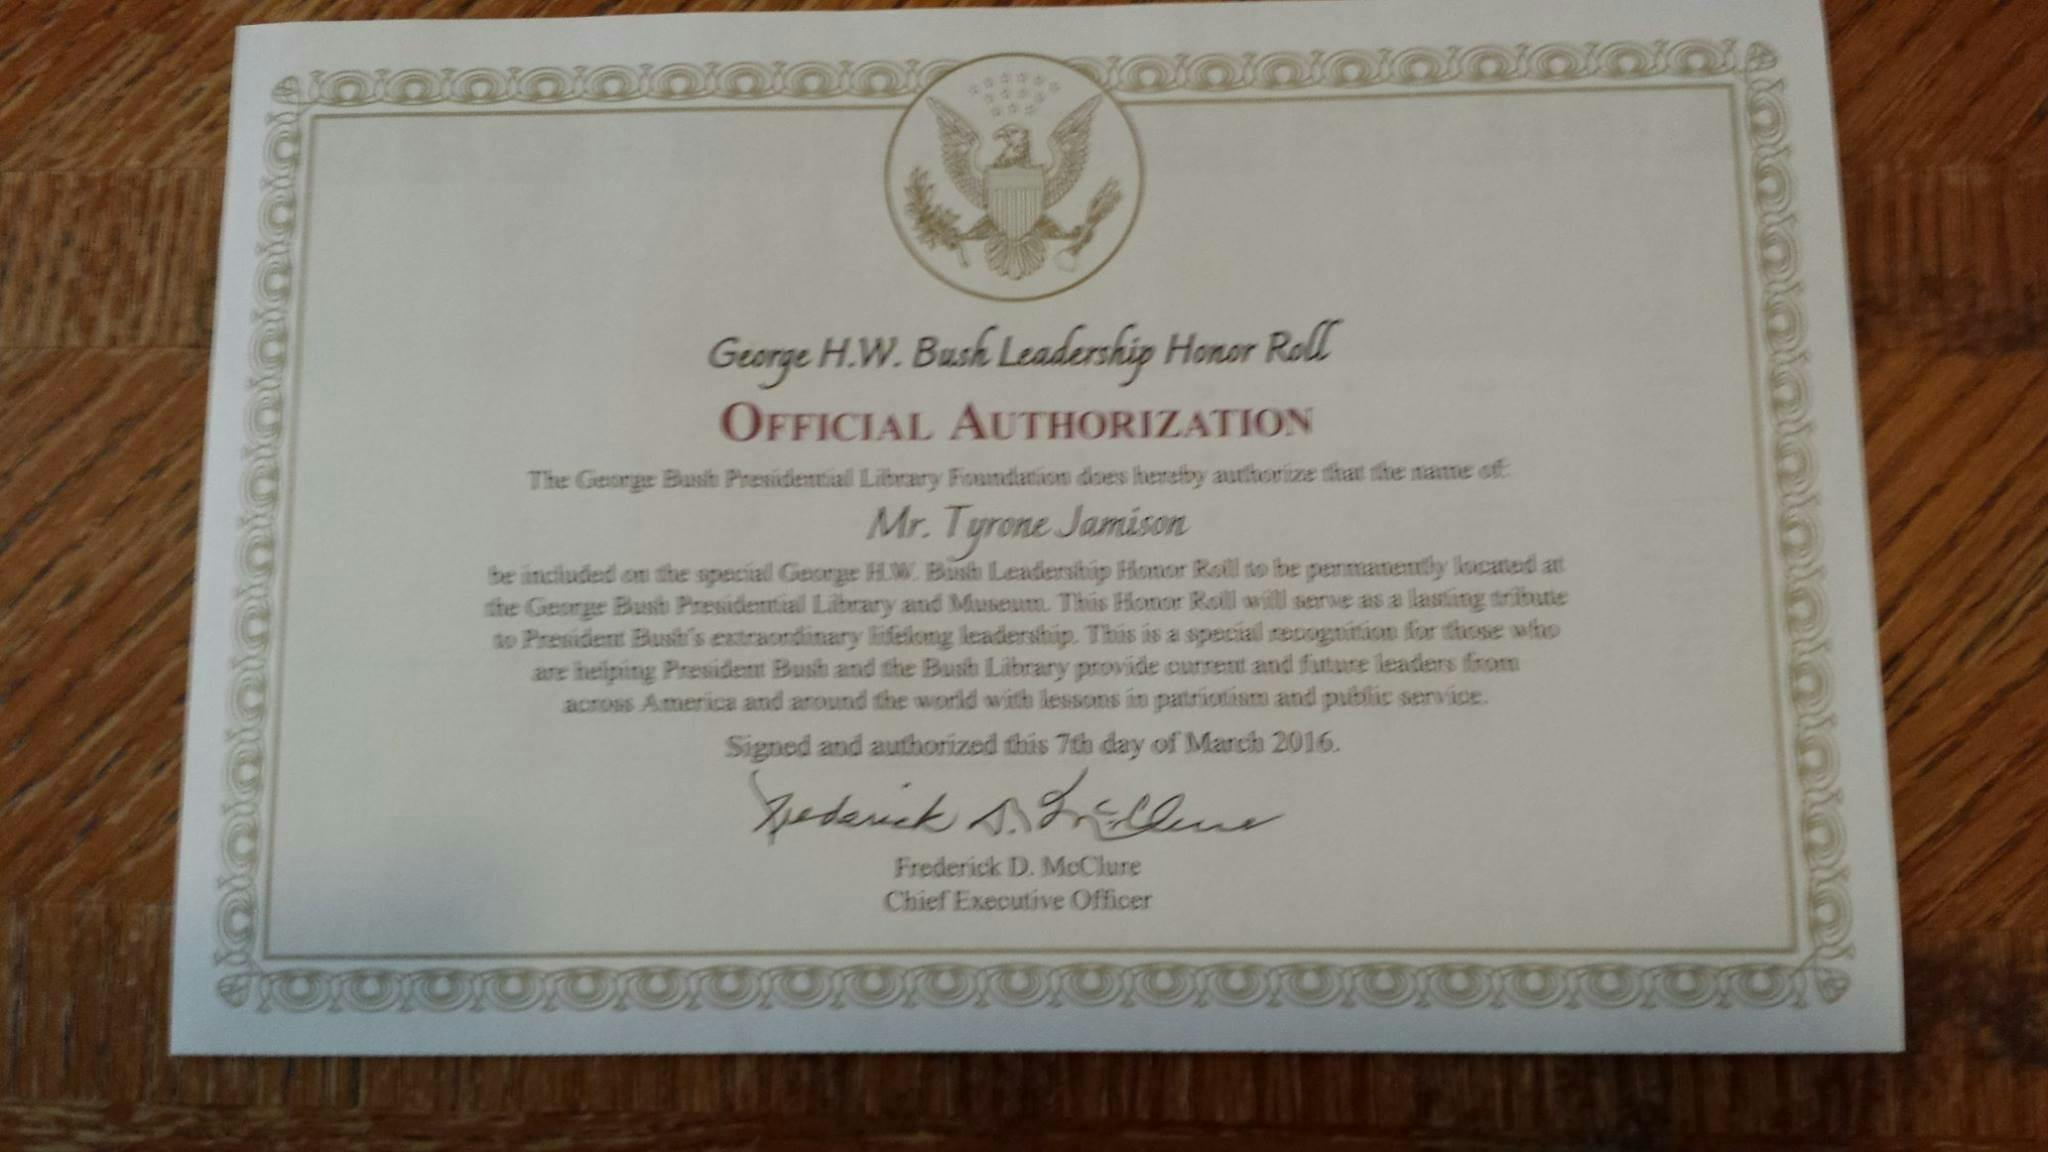 George H.W. Bush Leadership Honor Roll
OFFICIAL AUTHORIZATION
The George Bush Presidential Library Foundation does hereby authorize that the name of:
Mr. Tyrone Jamison
be included on the special George H.W. Bush Leadership Honor Roll to be permanently located at
the George Bush Presidential Library and Museum. This Honor Roll will serve as a lasting tribute
to President Bush's extraordinary lifelong leadership. This is a special recognition for those who
are helping President Bush and the Bush Library provide current and future leaders from
across America and around the world with lessons in patriotism and public service.
Signed and authorized this 7th day of March 2016.
Frederick D. McClure
Frederick D. McClure
Chief Executive Officer